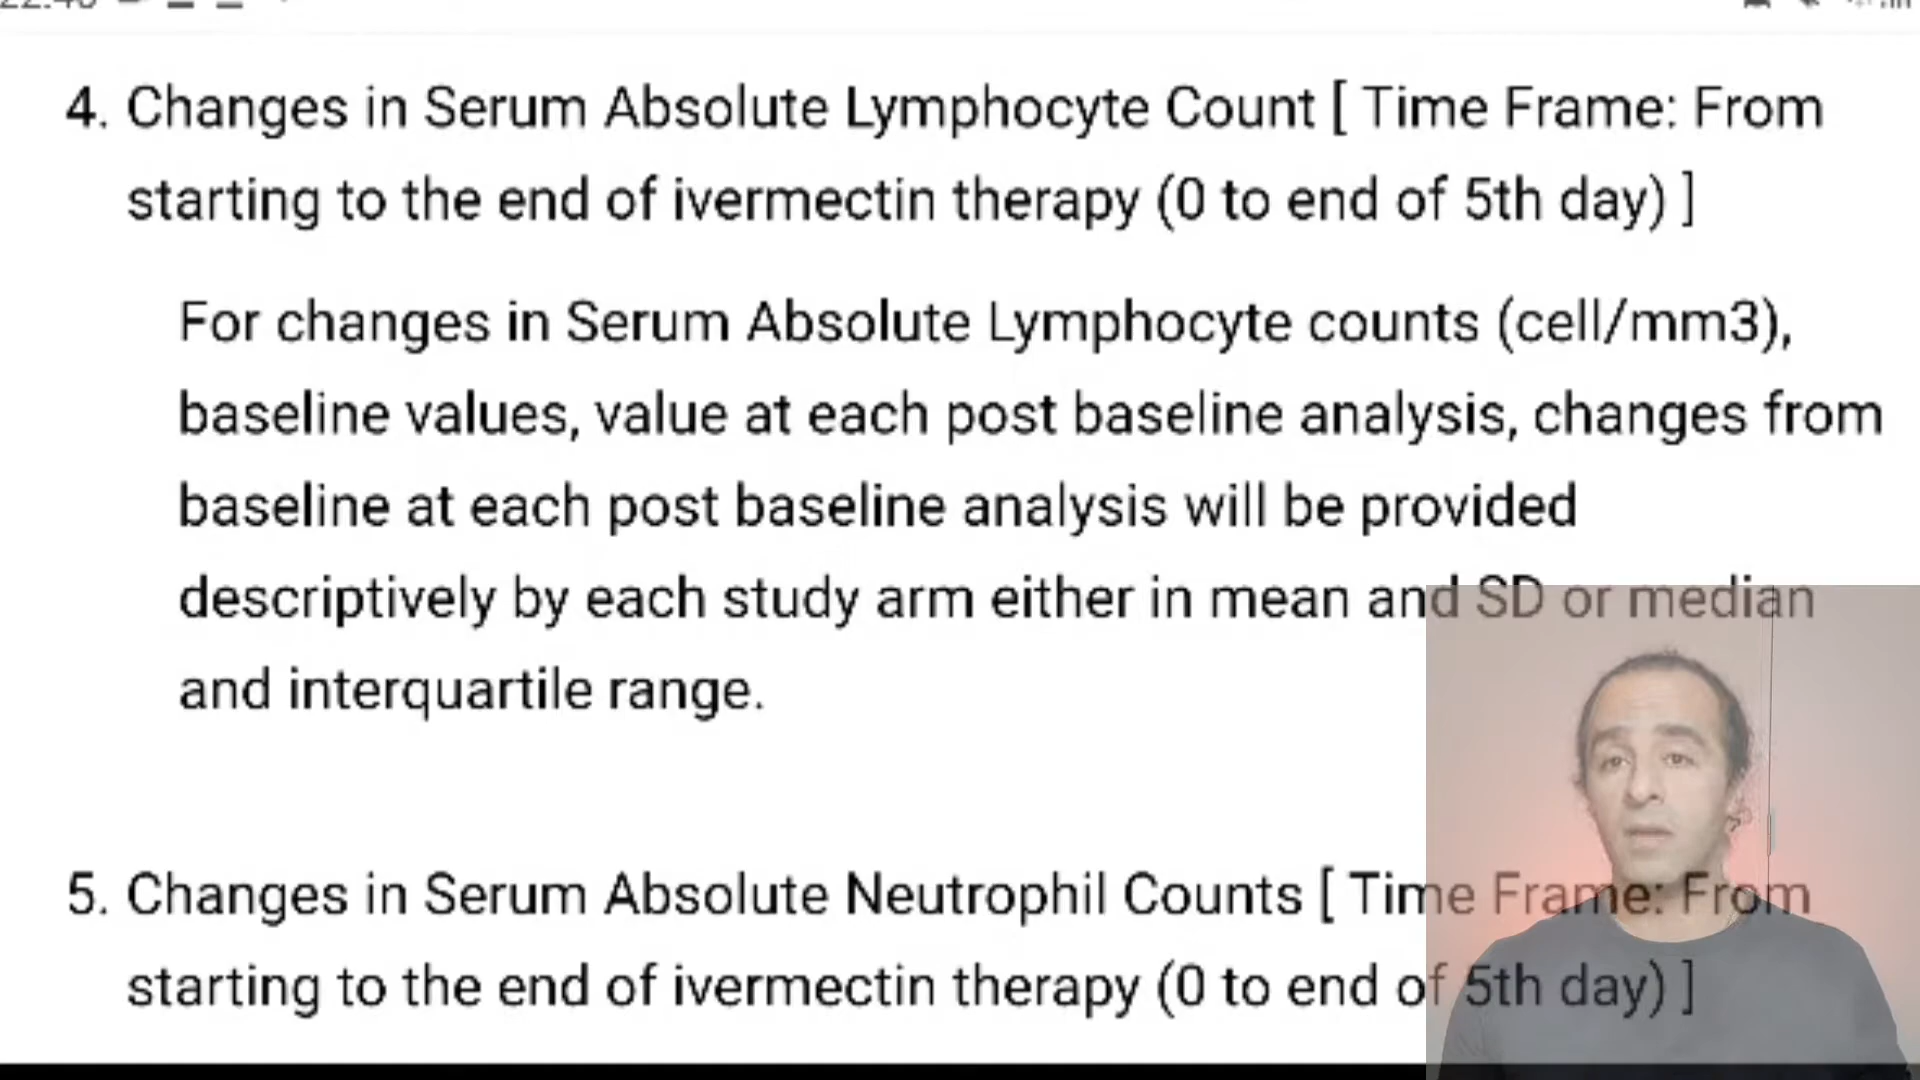 4. Changes in Serum Absolute Lymphocyte Count [ Time Frame: From
starting to the end of ivermectin therapy (0 to end of 5th day) ]
For changes in Serum Absolute Lymphocyte counts (cell/mm3),
baseline values, value at each post baseline analysis, changes from
baseline at each post baseline analysis will be provided
descriptively by each study arm either in mean and SD or median
and interquartile range.
5. Changes in Serum Absolute Neutrophil Counts [ Time Frame: From
starting to the end of ivermectin therapy (0 to end of 5th day) ]